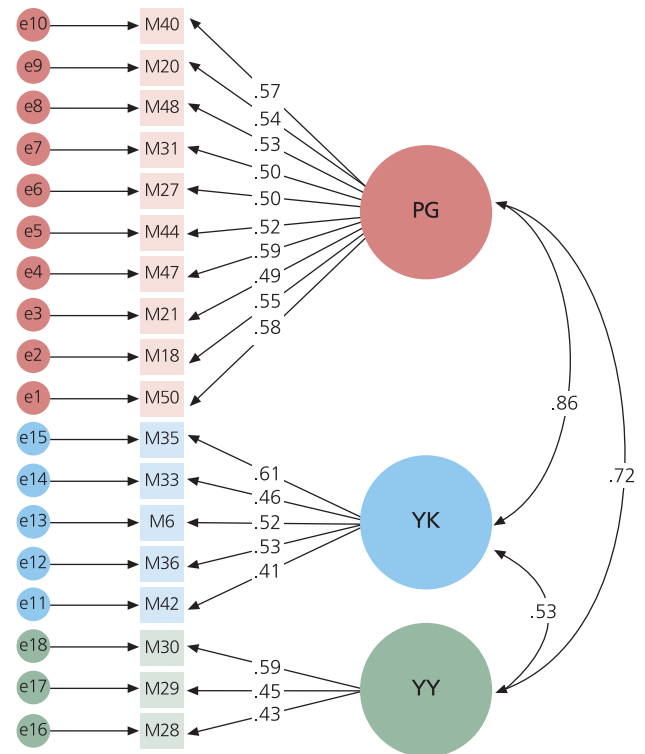 e10 M40
e9 M20
e8 M48
e7 M31
e6 M27
e5 M44
e4 M47
e3 M21
e2 M18
e1 M50
.57
.54
.53
.50
.50
.52
.59
.49
.55
.58
PG
e15 M35
e14 M33
e13 M6
e12 M36
e11 M42
.61
.46
.52
.53
.41
YK
e18 M30
e17 M29
e16 M28
.59
.45
.43
YY
.86
.72
.53